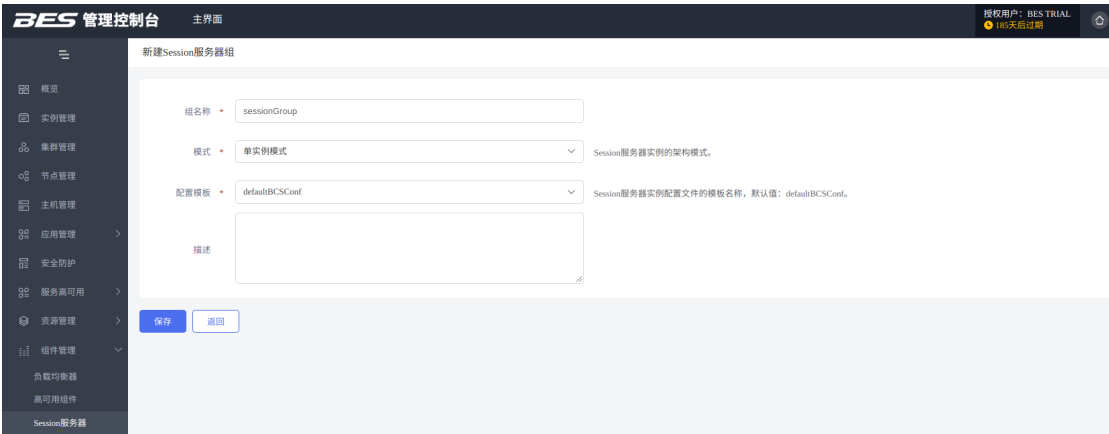 BES 管理控制台
主界面
授权用户：BES TRIAL
185天后过期
新建Session服务器组
概览
实例管理
集群管理
节点管理
主机管理
应用管理
安全防护
服务高可用
资源管理
组件管理
负载均衡器
高可用组件
Session服务器
组名称 * sessionGroup
模式 * 单实例模式 Session服务器实例的架构模式。
配置模板 * defaultBCSConf Session服务器实例配置文件的模板名称，默认值：defaultBCSConf。
描述
保存 返回